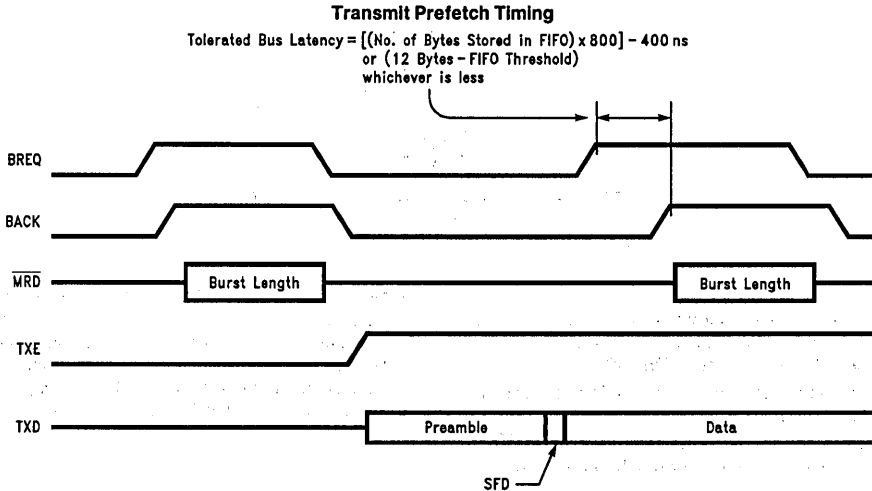 Transmit Prefetch Timing
Tolerated Bus Latency = [(No. of Bytes Stored in FIFO) x 800] - 400 ns
or (12 Bytes - FIFO Threshold)
whichever is less
BREQ
BACK
MRD
Burst Length
Burst Length
TXE
TXD
Preamble
Data
SFD